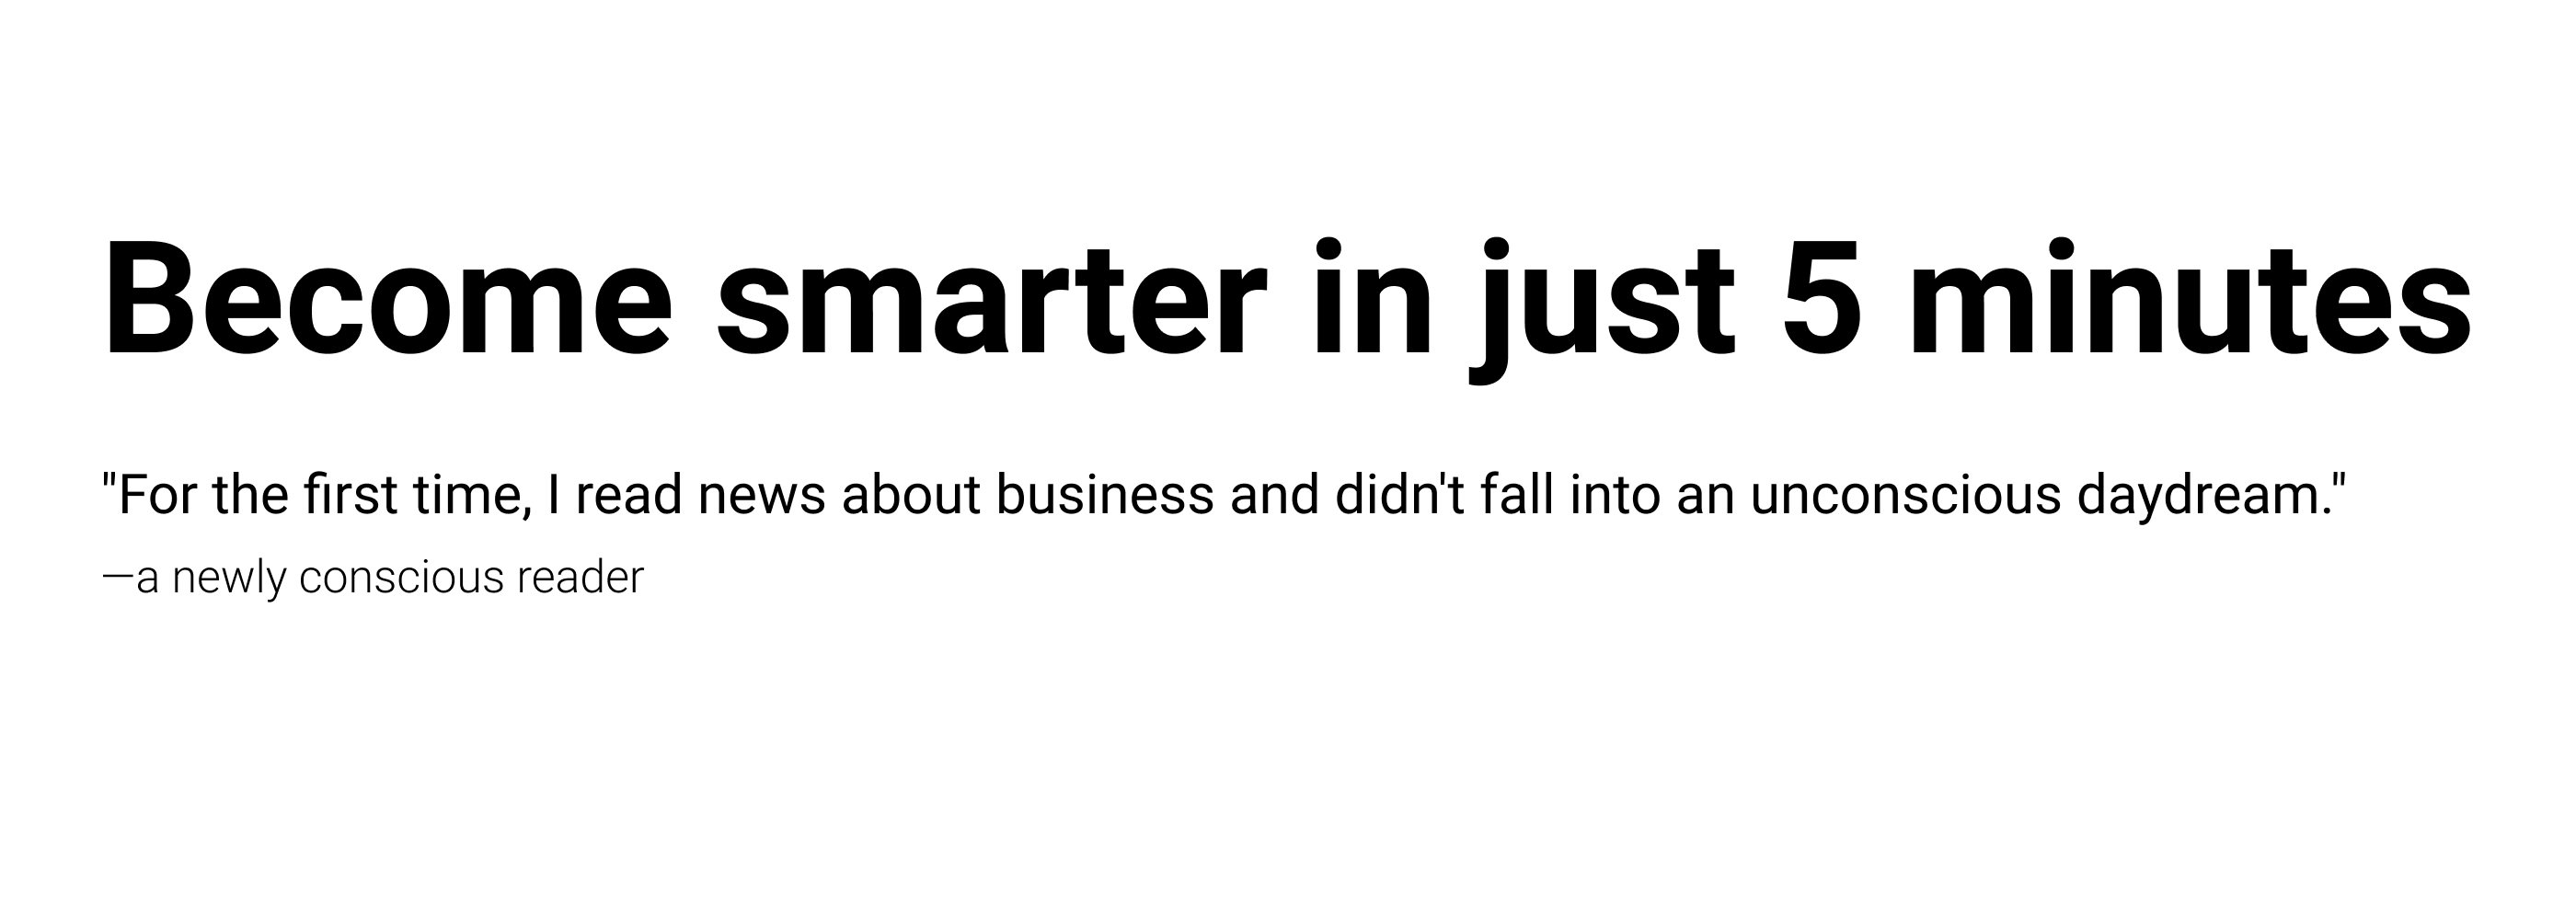 Become smarter in just 5 minutes
"For the first time, I read news about business and didn't fall into an unconscious daydream."
—a newly conscious reader